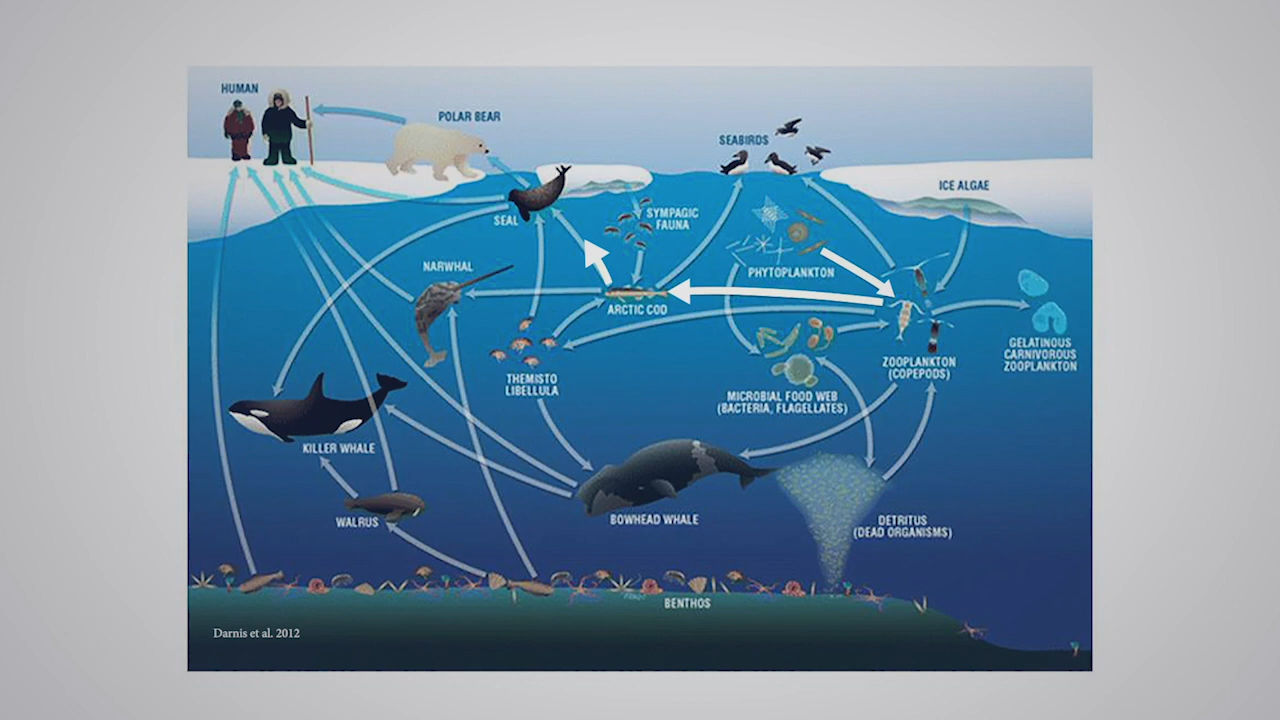 HUMAN
POLAR BEAR
SEABIRDS
ICE ALGAE
SEAL
SYMPAGIC
FAUNA
NARWHAL
PHYTOPLANKTON
ARCTIC COD
GELATINOUS
CARNIVOROUS
ZOOPLANKTON
ZOOPLANKTON
(COPEPODS)
THEMISTO
LIBELLULA
MICROBIAL FOOD WEB
(BACTERIA, FLAGELLATES)
KILLER WHALE
WALRUS
BOWHEAD WHALE
DETRITUS
(DEAD ORGANISMS)
BENTHOS
Darnis et al. 2012